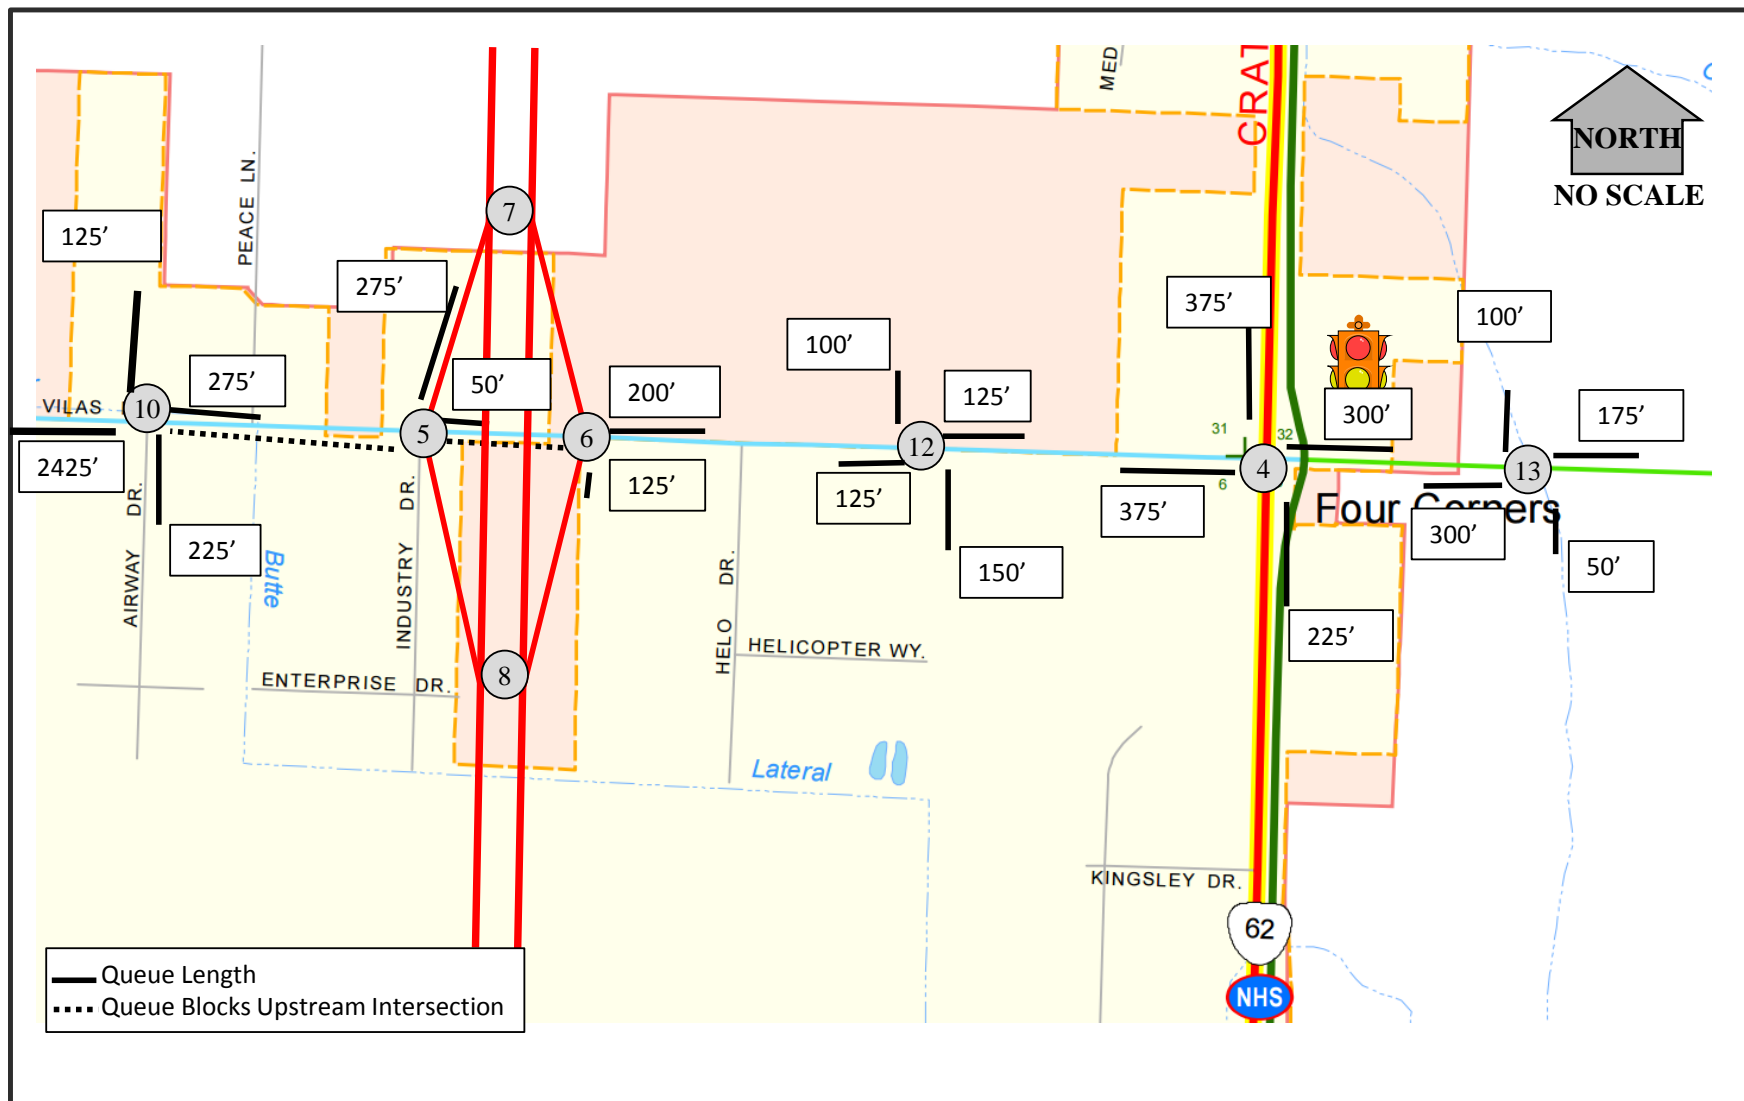 MED
CRAT
NORTH
NO SCALE
PEACE LN.
7
125’
275’
375’
100’
100’
275’
50’
200’
125’
300’
175’
VILAS
10
5
6
12
31
32
4
6
13
2425’
125’
125’
375’
Four Corners
300’
225’
150’
50’
AIRWAY DR.
Butte
INDUSTRY DR.
HELO DR.
225’
HELICOPTER WY.
8
ENTERPRISE DR.
Lateral
KINGSLEY DR.
62
NHS
Queue Length
Queue Blocks Upstream Intersection